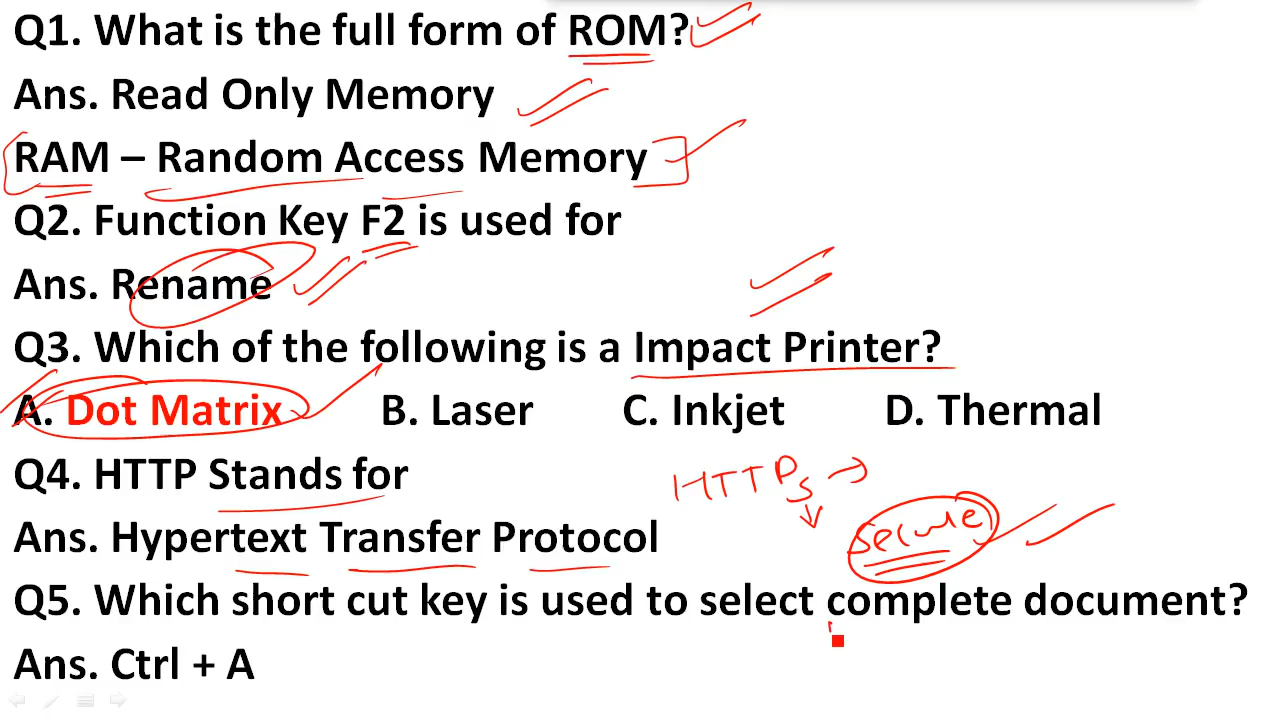 Q1. What is the full form of ROM?
Ans. Read Only Memory
RAM – Random Access Memory
Q2. Function Key F2 is used for
Ans. Rename
Q3. Which of the following is a Impact Printer?
A. Dot Matrix B. Laser C. Inkjet D. Thermal
Q4. HTTP Stands for
HTTPs →
Secure
Ans. Hypertext Transfer Protocol
Q5. Which short cut key is used to select complete document?
Ans. Ctrl + A